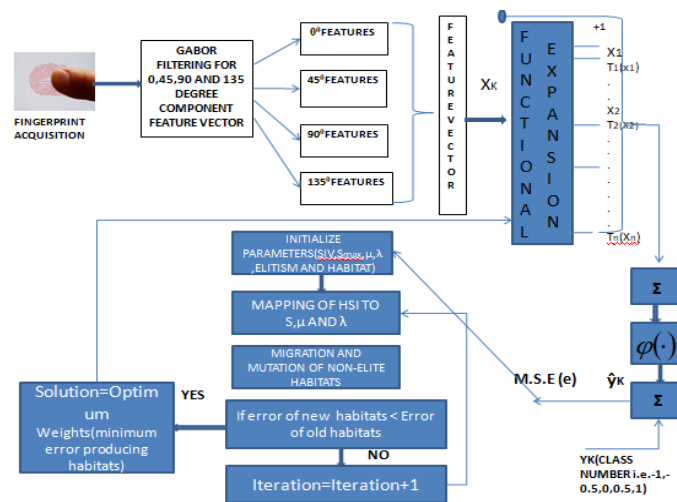 FINGERPRINT
ACQUISITION
GABOR
FILTERING FOR
0,45,90 AND 135
DEGREE
COMPONENT
FEATURE VECTOR
0⁰FEATURES
45⁰FEATURES
90⁰FEATURES
135⁰FEATURES
FEATUREVECTOR
XK
FUNCTIONAL
EXPANSION
+1
X1
T1(x1)
.
.
X2
T2(x2)
.
.
.
.
.
Tn(Xn)
INITIALIZE
PARAMETERS(SIV,Smax,µ,λ
,ELITISM AND HABITAT)
MAPPING OF HSI TO
S,µ AND λ
MIGRATION AND
MUTATION OF NON-ELITE
HABITATS
If error of new habitats < Error
of old habitats
YES
NO
Iteration=Iteration+1
Solution=Optim
um
Weights(minimum
error producing
habitats)
M.S.E (e)
Σ
φ(·)
ŷK
Σ
YK(CLASS
NUMBER i.e.-1,-
0.5,0,0.5,1)